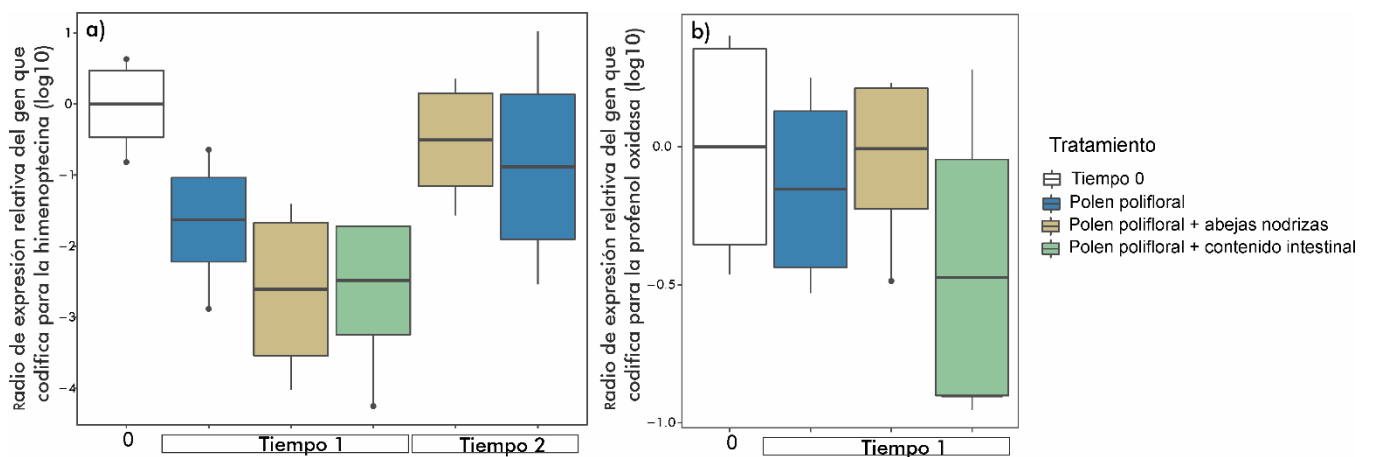 a)
Radio de expresión relativa del gen que
codifica para la himenoptecina (log10)
1
0
−1
−2
−3
−4
0
Tiempo 1
Tiempo 2
b)
Radio de expresión relativa del gen que
codifica para la profenol oxidasa (log10)
0.0
−0.5
−1.0
0
Tiempo 1
Tratamiento
Tiempo 0
Polen polifloral
Polen polifloral + abejas nodrizas
Polen polifloral + contenido intestinal